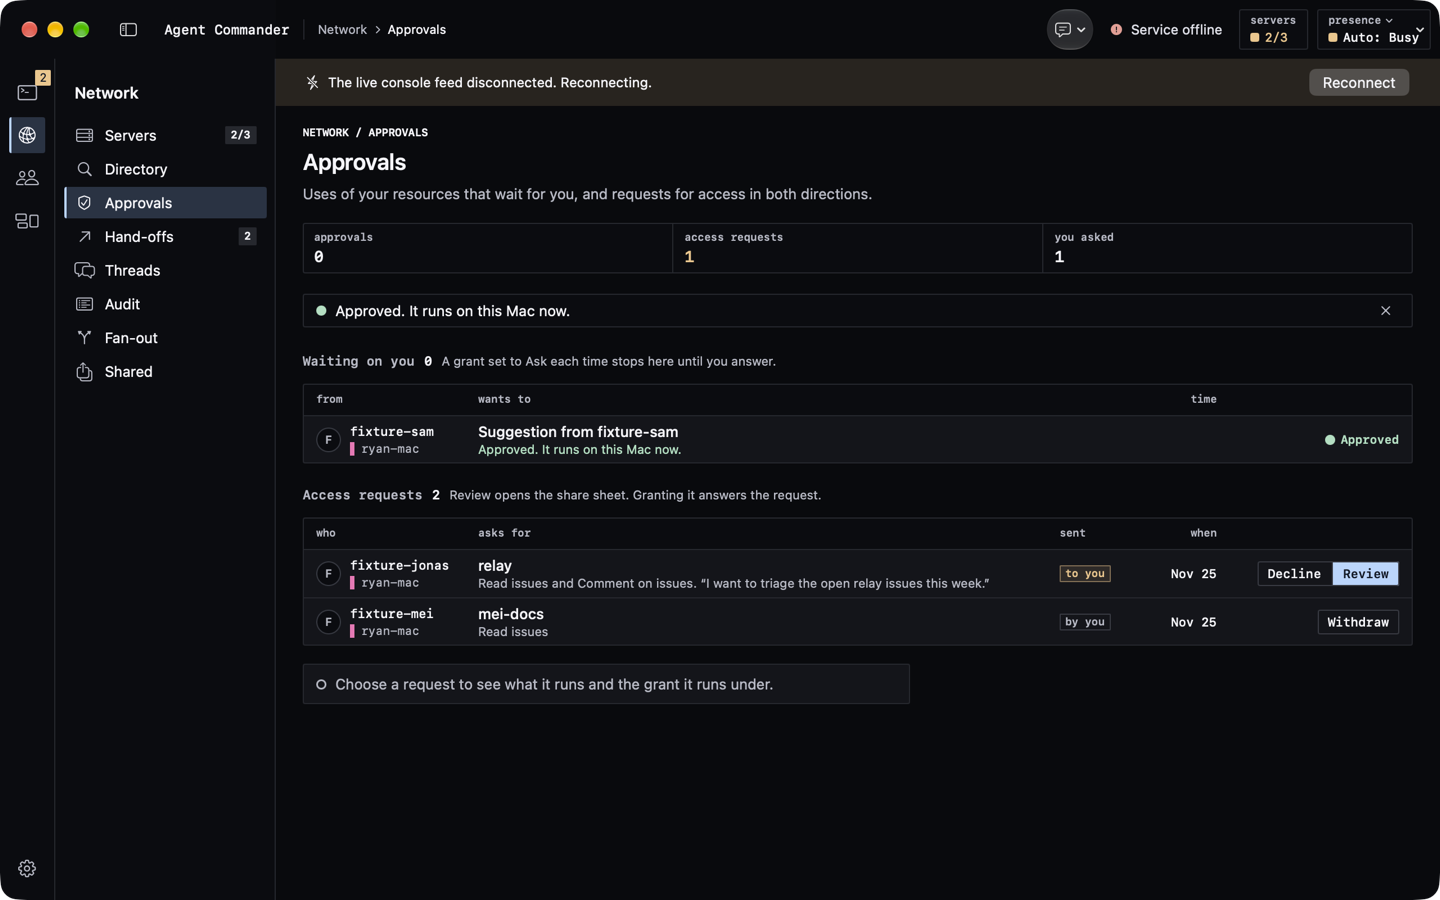 Agent Commander
Network > Approvals
Service offline
servers
2/3
presence
Auto: Busy
2
Network
Servers 2/3
Directory
Approvals
Hand-offs 2
Threads
Audit
Fan-out
Shared
The live console feed disconnected. Reconnecting.
Reconnect
NETWORK / APPROVALS
Approvals
Uses of your resources that wait for you, and requests for access in both directions.
approvals
0
access requests
1
you asked
1
Approved. It runs on this Mac now.
Waiting on you 0 A grant set to Ask each time stops here until you answer.
from wants to time
F
fixture-sam
ryan-mac
Suggestion from fixture-sam
Approved. It runs on this Mac now.
Approved
Access requests 2 Review opens the share sheet. Granting it answers the request.
who asks for sent when
F
fixture-jonas
ryan-mac
relay
Read issues and Comment on issues. “I want to triage the open relay issues this week.”
to you
Nov 25
Decline Review
F
fixture-mei
ryan-mac
mei-docs
Read issues
by you
Nov 25
Withdraw
Choose a request to see what it runs and the grant it runs under.